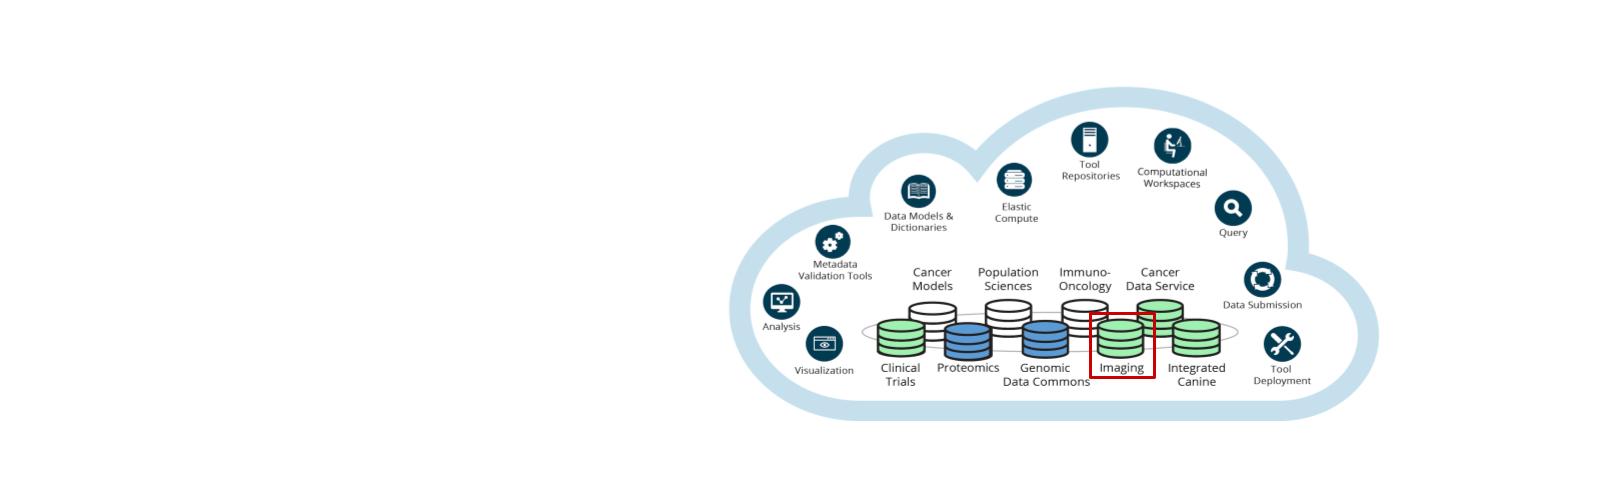 Tool
Repositories
Computational
Workspaces
Elastic
Compute
Data Models &
Dictionaries
Query
Metadata
Validation Tools
Cancer
Models
Population
Sciences
Immuno-
Oncology
Cancer
Data Service
Data Submission
Analysis
Visualization
Clinical
Trials
Proteomics
Genomic
Data Commons
Imaging
Integrated
Canine
Tool
Deployment